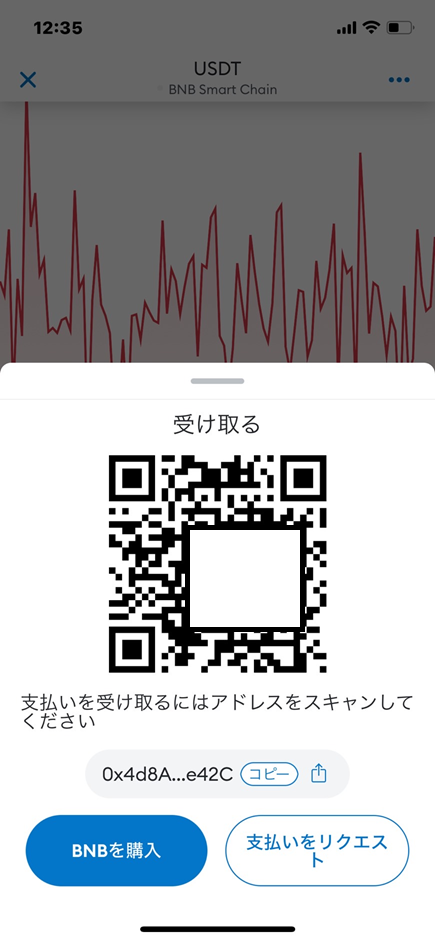 12:35
USDT
BNB Smart Chain
受け取る
支払いを受け取るにはアドレスをスキャンして
ください
0x4d8A...e42C コピー
BNBを購入
支払いをリクエス
ト